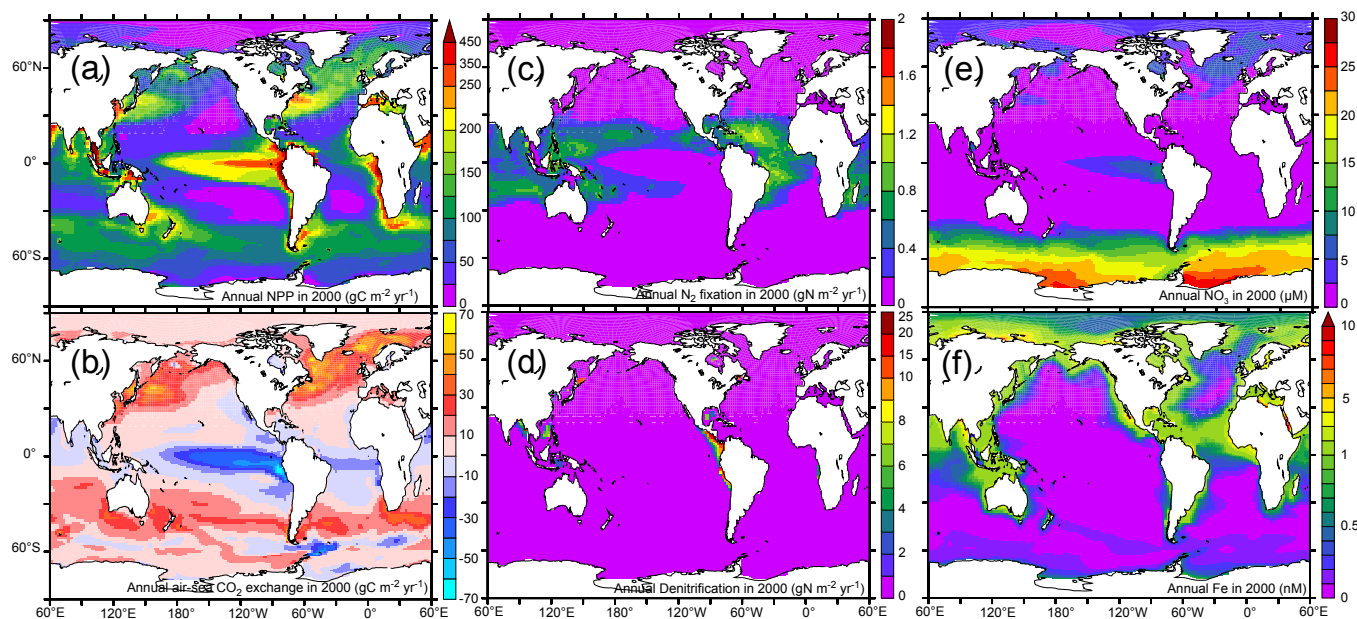 (a)
60°N
0°
60°S
Annual NPP in 2000 (gC m⁻² yr⁻¹)
450
350
250
200
150
100
50
0
(c)
Annual N₂ fixation in 2000 (gN m⁻² yr⁻¹)
2
1.6
1.2
0.8
0.4
0
(e)
Annual NO₃ in 2000 (µM)
30
25
20
15
10
5
0
(b)
60°N
0°
60°S
Annual air-sea CO₂ exchange in 2000 (gC m⁻² yr⁻¹)
70
50
30
10
-10
-30
-50
-70
60°E
120°E
180°
120°W
60°W
0°
60°E
(d)
Annual Denitrification in 2000 (gN m⁻² yr⁻¹)
25
20
15
10
8
6
4
2
0
60°E
120°E
180°
120°W
60°W
0°
60°E
(f)
Annual Fe in 2000 (nM)
10
5
1
0.5
0
60°E
120°E
180°
120°W
60°W
0°
60°E